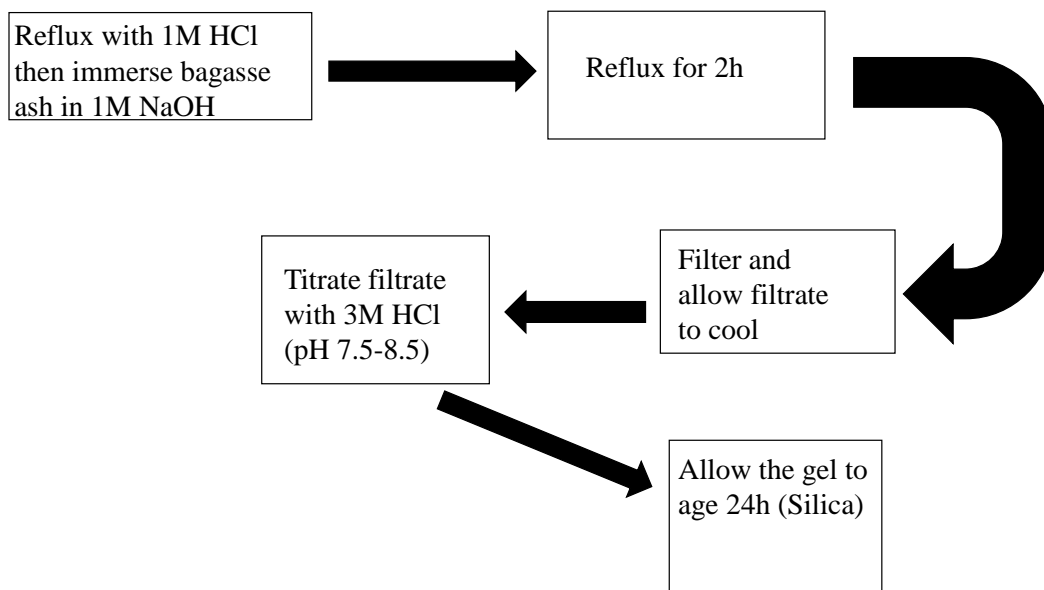 Reflux with 1M HCl
then immerse bagasse
ash in 1M NaOH
Reflux for 2h
Filter and
allow filtrate
to cool
Titrate filtrate
with 3M HCl
(pH 7.5-8.5)
Allow the gel to
age 24h (Silica)